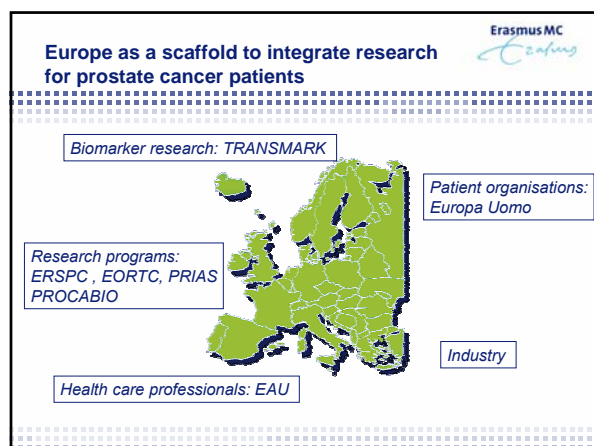 Erasmus MC
Erasmus
Europe as a scaffold to integrate research
for prostate cancer patients
Biomarker research: TRANSMARK
Patient organisations:
Europa Uomo
Research programs:
ERSPC , EORTC, PRIAS
PROCABIO
Industry
Health care professionals: EAU